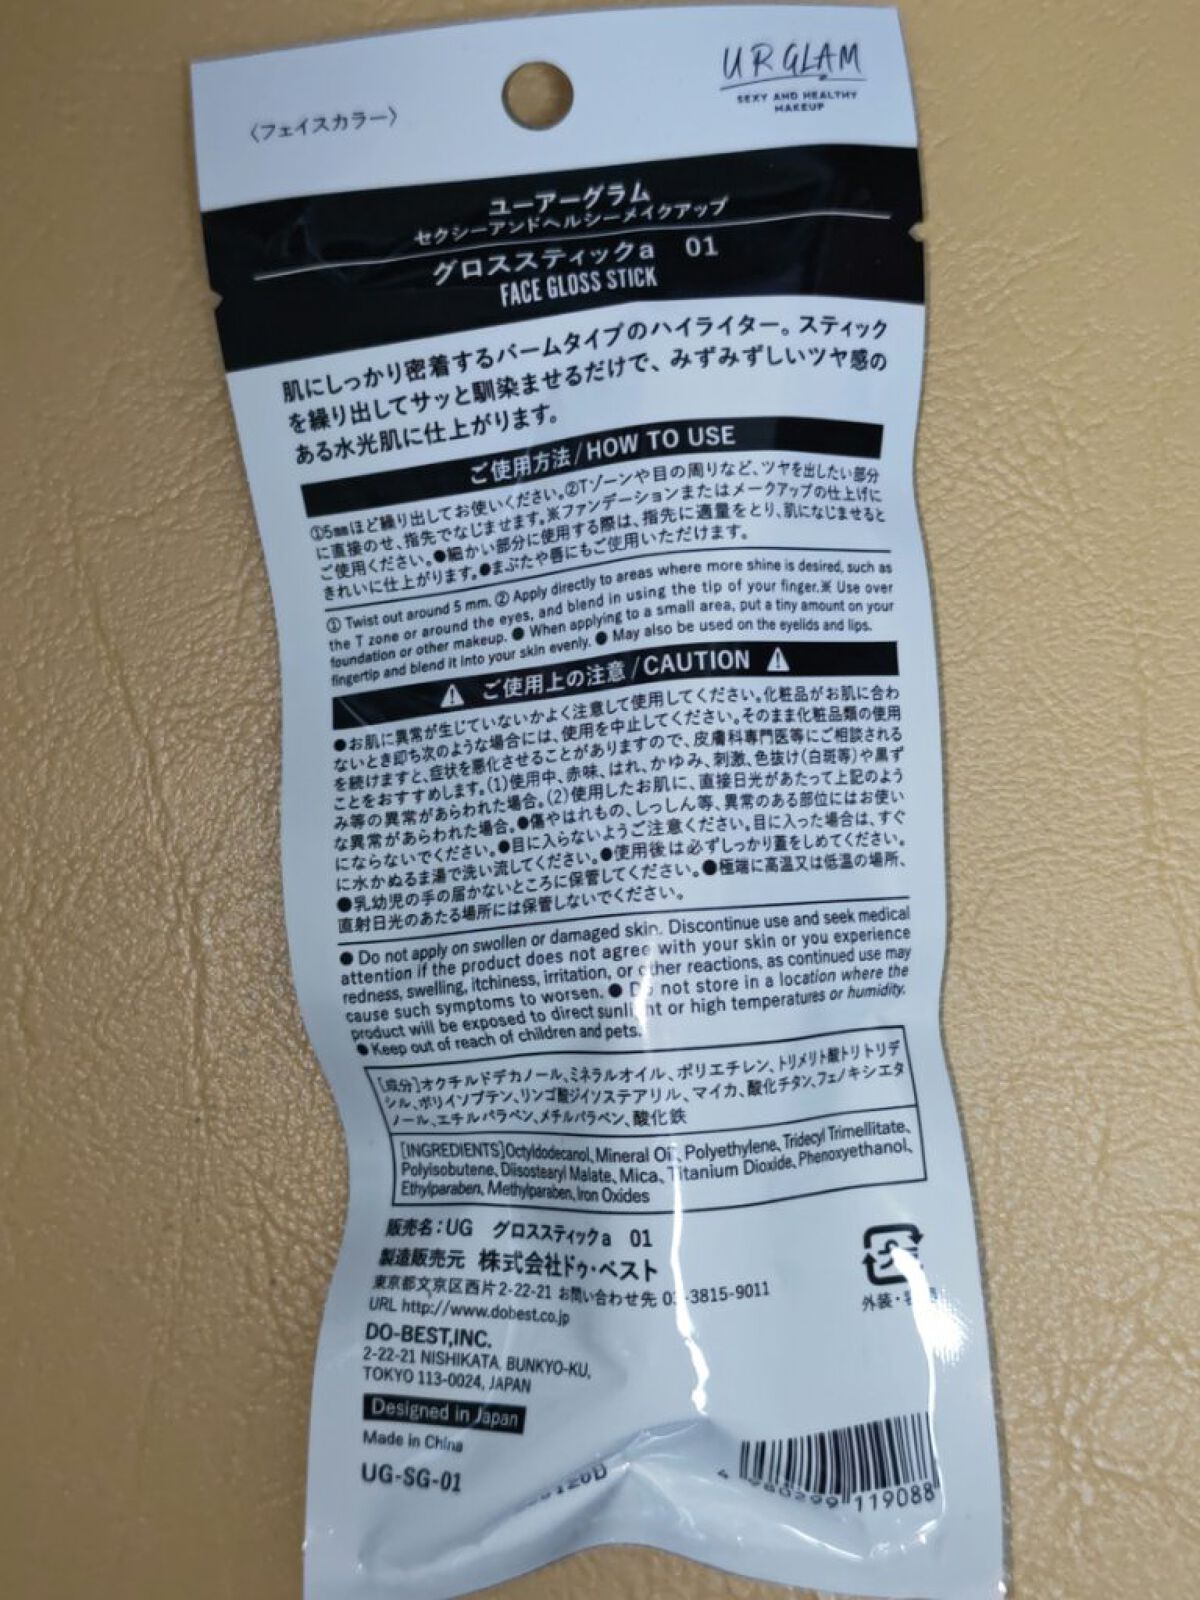 〈フェイスカラー〉
UR GLAM
SEXY AND HEALTHY
MAKEUP
ユーアーグラム
セクシーアンドヘルシーメイクアップ
グロススティックa 01
FACE GLOSS STICK
肌にしっかり密着するバームタイプのハイライター。スティック
を繰り出してサッと馴染ませるだけで、みずみずしいツヤ感の
ある水光肌に仕上がります。
ご使用方法/HOW TO USE
①5mmほど繰り出してお使いください。②Tゾーンや目の周りなど、ツヤを出したい部分
に直接のせ、指先でなじませます。※ファンデーションまたはメークアップの仕上げに
ご使用ください。●細かい部分に使用する際は、指先に適量をとり、肌になじませると
きれいに仕上がります。●まぶたや唇にもご使用いただけます。
① Twist out around 5 mm. ② Apply directly to areas where more shine is desired, such as
the T zone or around the eyes, and blend in using the tip of your finger.※ Use over
foundation or other makeup. ● When applying to a small area, put a tiny amount on your
fingertip and blend it into your skin evenly. ● May also be used on the eyelids and lips.
⚠ ご使用上の注意/CAUTION ⚠
●お肌に異常が生じていないかよく注意して使用してください。化粧品がお肌に合わ
ないとき即ち次のような場合には、使用を中止してください。そのまま化粧品類の使用
を続けますと、症状を悪化させることがありますので、皮膚科専門医等にご相談される
ことをおすすめします。(1)使用中、赤味、はれ、かゆみ、刺激、色抜け(白斑等)や黒ず
み等の異常があらわれた場合。(2)使用したお肌に、直接日光があたって上記のよう
な異常があらわれた場合。●傷やはれもの、しっしん等、異常のある部位にはお使い
にならないでください。●目に入らないようご注意ください。目に入った場合は、すぐ
に水かぬるま湯で洗い流してください。●使用後は必ずしっかり蓋をしめてください。
●乳幼児の手の届かないところに保管してください。●極端に高温又は低温の場所、
直射日光のあたる場所には保管しないでください。
● Do not apply on swollen or damaged skin. Discontinue use and seek medical
attention if the product does not agree with your skin or you experience
redness, swelling, itchiness, irritation, or other reactions, as continued use may
cause such symptoms to worsen. ● Do not store in a location where the
product will be exposed to direct sunlight or high temperatures or humidity.
● Keep out of reach of children and pets.
[成分]オクチルドデカノール、ミネラルオイル、ポリエチレン、トリメリト酸トリトリデ
シル、ポリイソブテン、リンゴ酸ジイソステアリル、マイカ、酸化チタン、フェノキシエタ
ノール、エチルパラベン、メチルパラベン、酸化鉄
[INGREDIENTS]Octyldodecanol, Mineral Oil, Polyethylene, Tridecyl Trimellitate,
Polyisobutene, Diisostearyl Malate, Mica, Titanium Dioxide, Phenoxyethanol,
Ethylparaben, Methylparaben, Iron Oxides
販売名：UG グロススティックa 01
製造販売元 株式会社ドゥ・ベスト
東京都文京区西片2-22-21 お問い合わせ先 03-3815-9011
URL http://www.dobest.co.jp
DO-BEST,INC.
2-22-21 NISHIKATA, BUNKYO-KU,
TOKYO 113-0024, JAPAN
Designed in Japan
Made in China
UG-SG-01
外装・
4 980299 119088